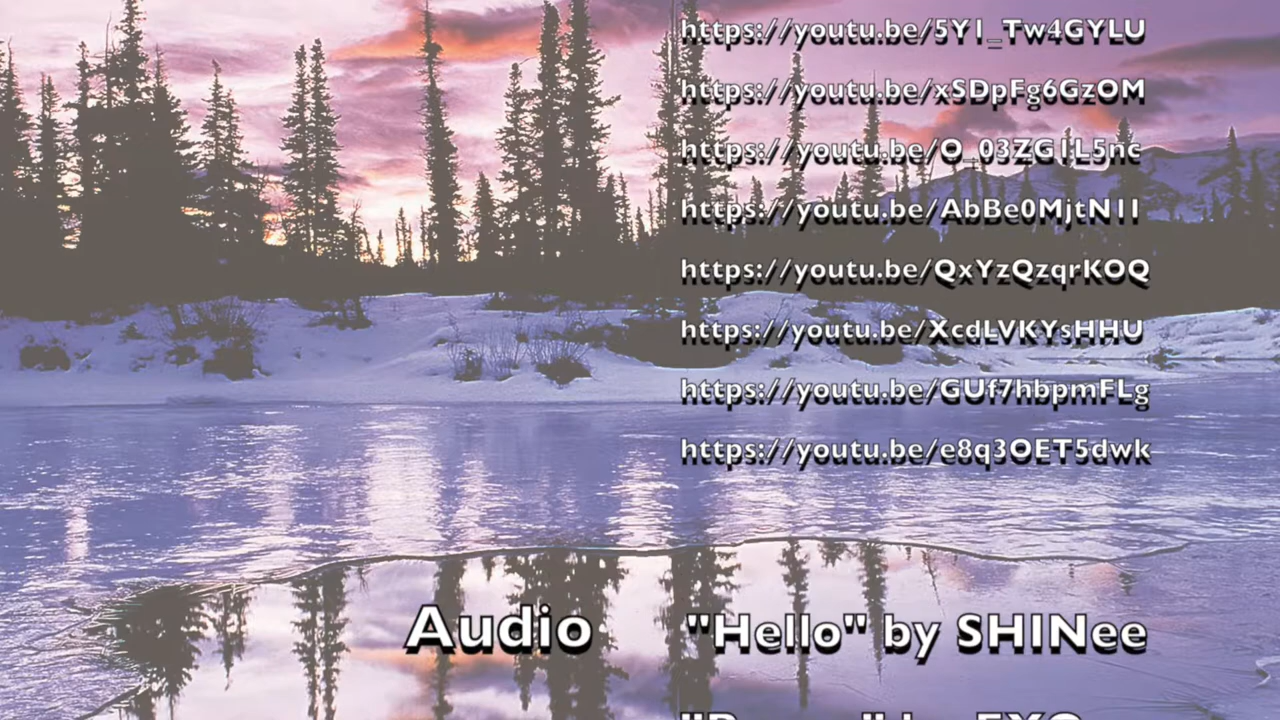 https://youtu.be/5Y1_Tw4GYLU
https://youtu.be/xSDpFg6GzOM
https://youtu.be/O_03ZG1L5nc
https://youtu.be/AbBe0MjtN1I
https://youtu.be/QxYzQzqrKOQ
https://youtu.be/XcdLVKYsHHU
https://youtu.be/GUf7hbpmFLg
https://youtu.be/e8q3OET5dwk
Audio "Hello" by SHINee